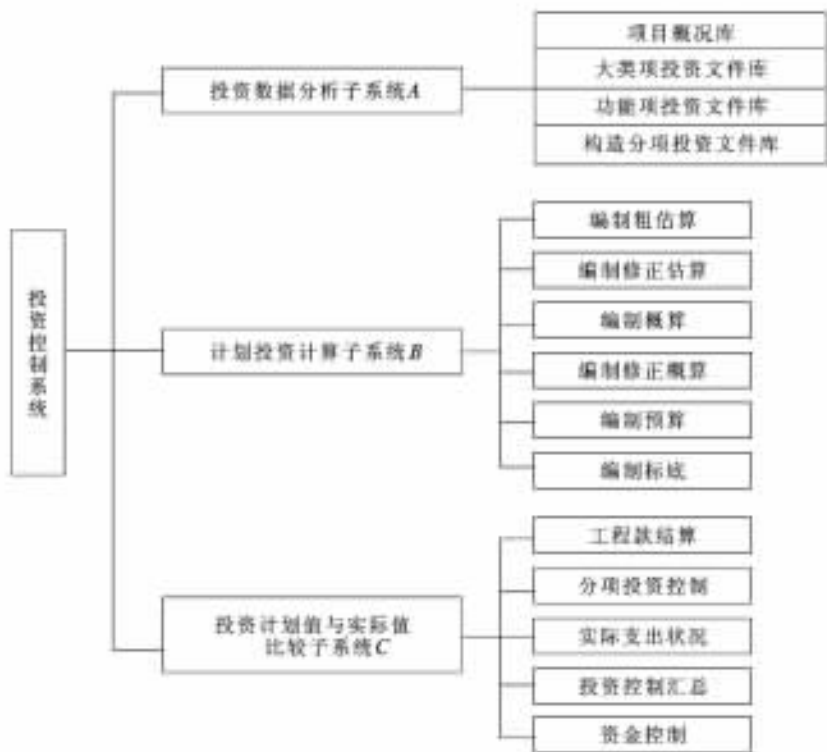 投资控制系统
投资数据分析子系统A
项目概况库
大类项投资文件库
功能项投资文件库
构造分项投资文件库
计划投资计算子系统B
编制粗估算
编制修正估算
编制概算
编制修正概算
编制预算
编制标底
投资计划值与实际值
比较子系统C
工程款结算
分项投资控制
实际支出状况
投资控制汇总
资金控制